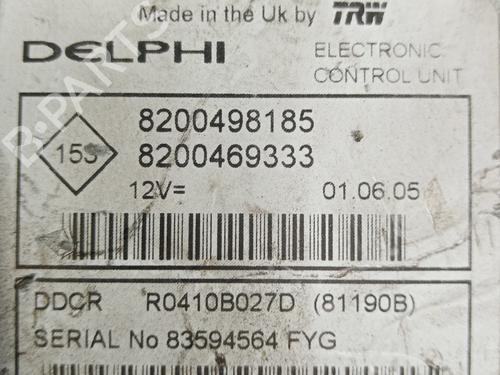 Made in the Uk by TRW
DELPHI
ELECTRONIC
CONTROL UNIT
153
8200498185
8200469333
12V=
01.06.05
DDCR R0410B027D (81190B)
SERIAL No 83594564 FYG
B-PARTS